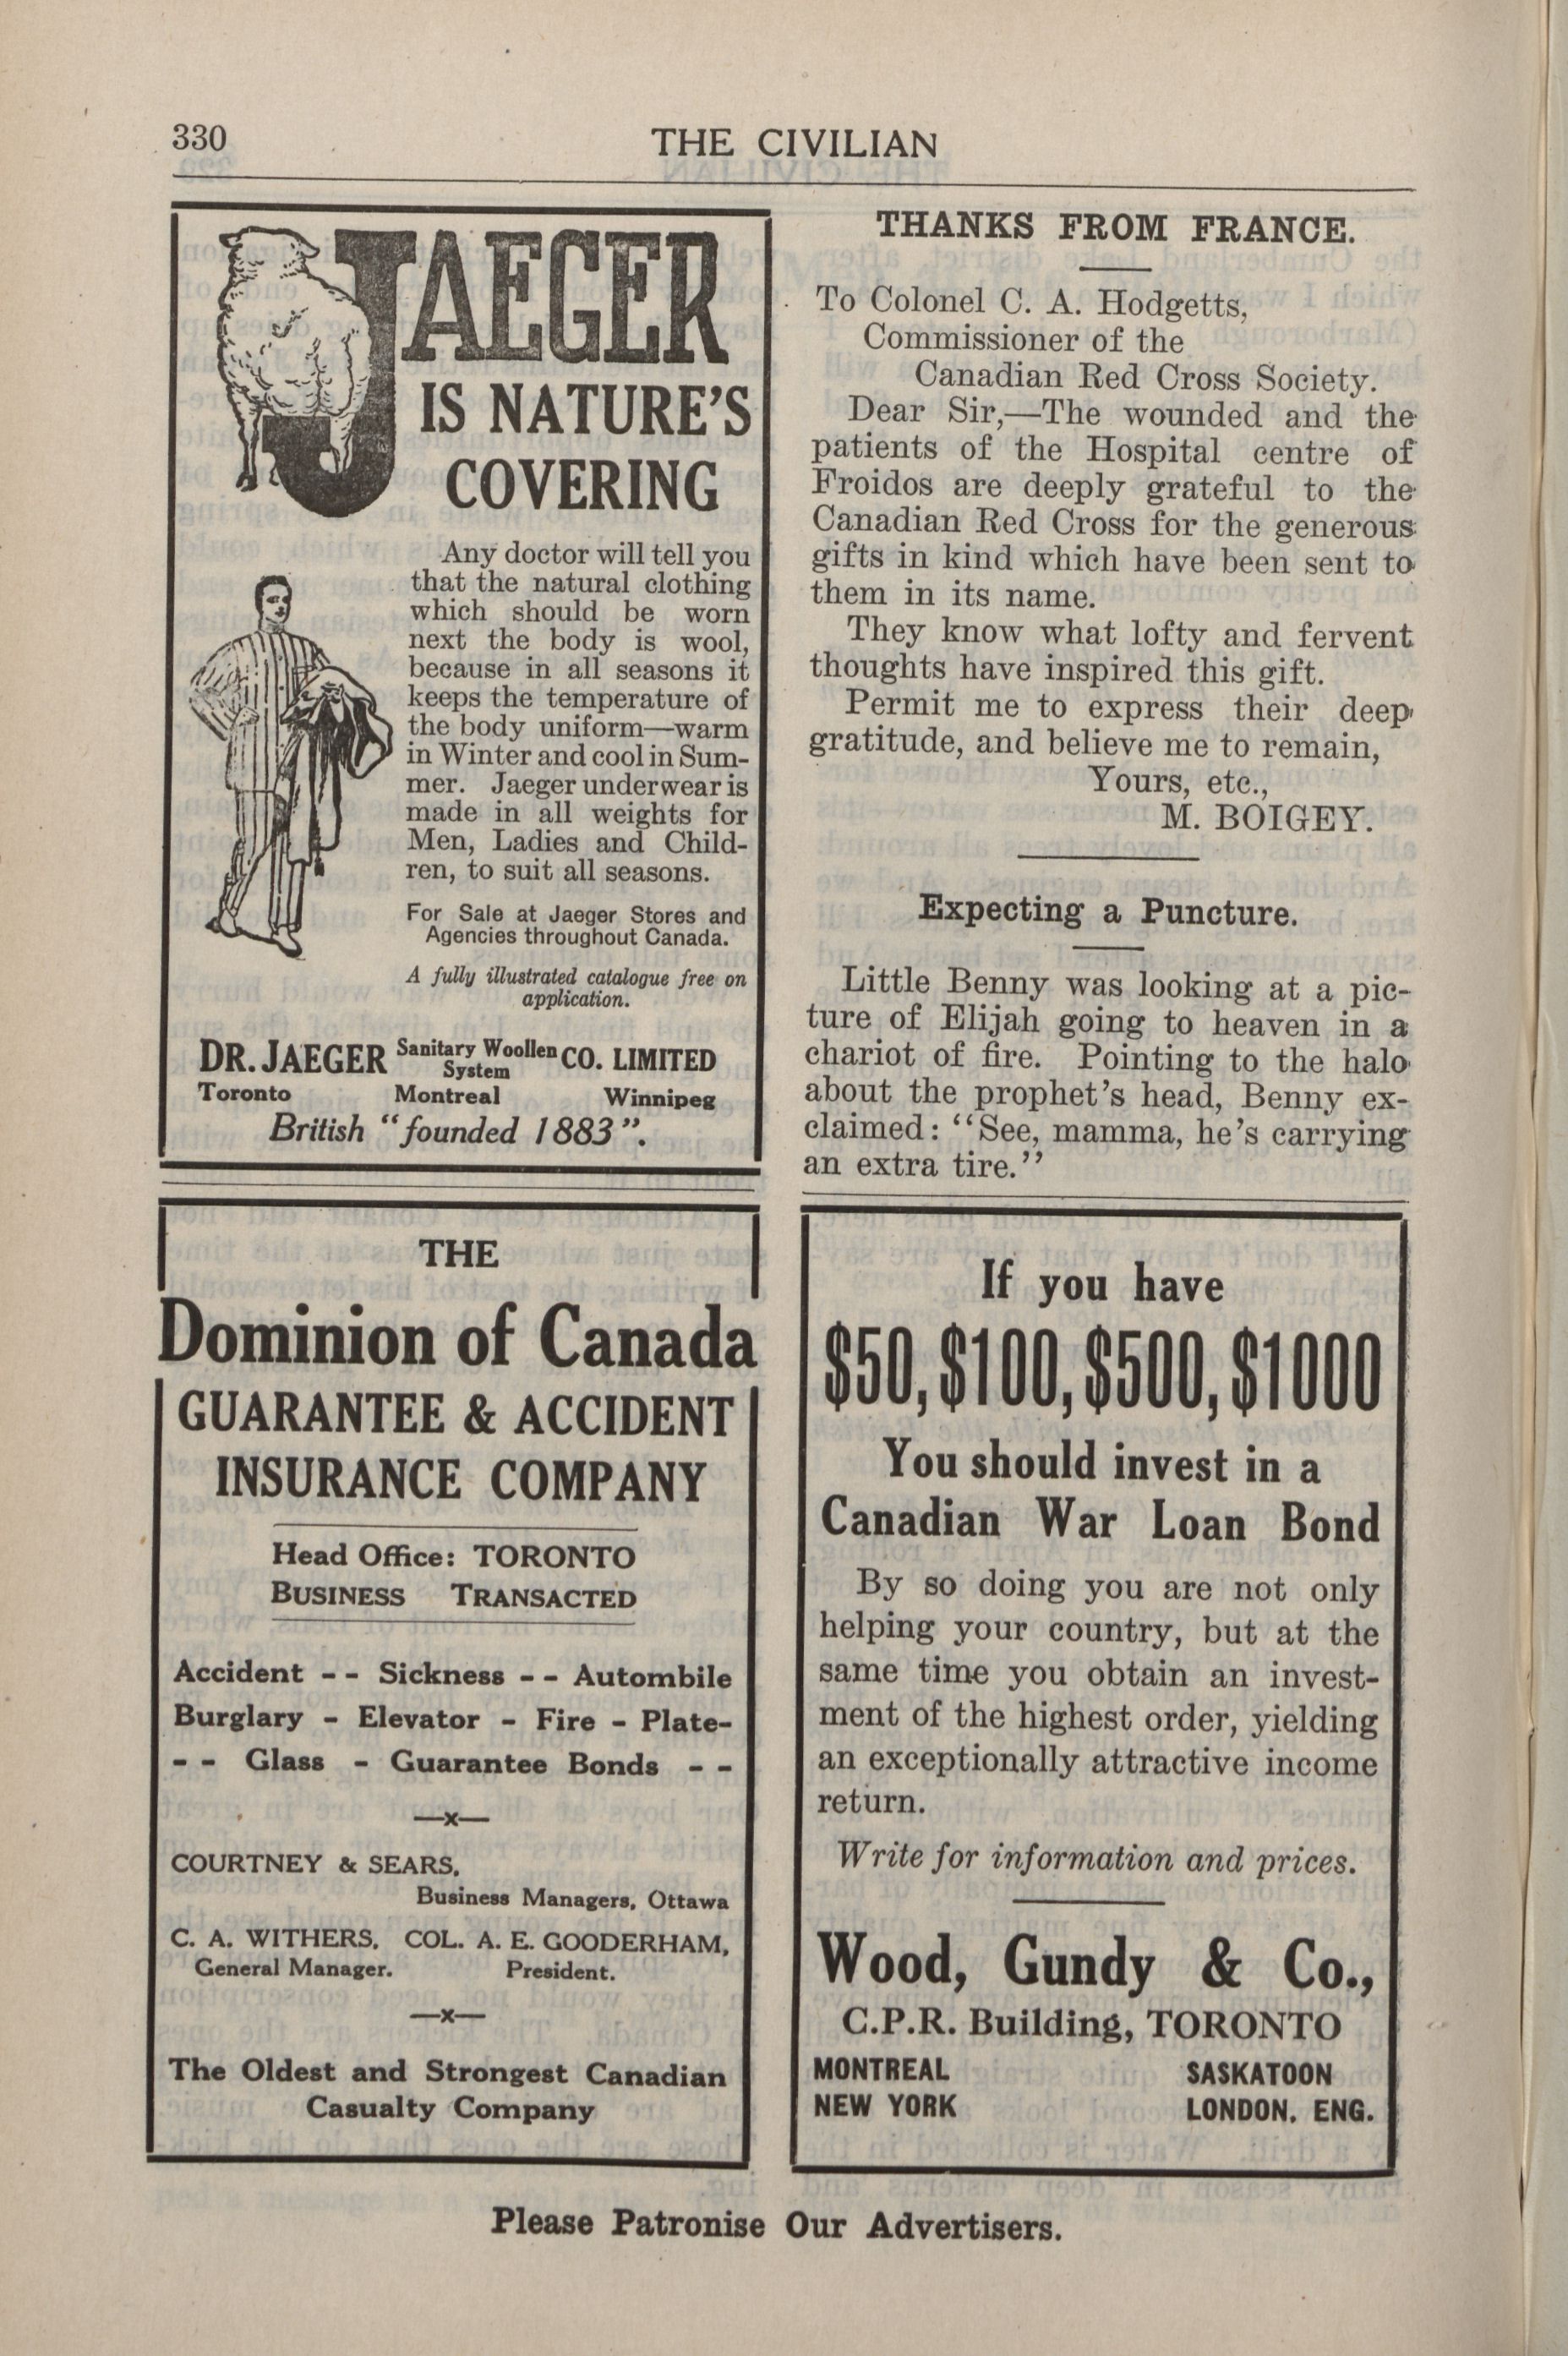 330
THE CIVILIAN
JAEGER
IS NATURE'S
COVERING
Any doctor will tell you
that the natural clothing
which should be worn
next the body is wool,
because in all seasons it
keeps the temperature of
the body uniform—warm
in Winter and cool in Sum-
mer. Jaeger underwear is
made in all weights for
Men, Ladies and Child-
ren, to suit all seasons.
For Sale at Jaeger Stores and
Agencies throughout Canada.
A fully illustrated catalogue free on
application.
DR. JAEGER Sanitary Woollen System CO. LIMITED
Toronto Montreal Winnipeg
British "founded 1883".
THE
Dominion of Canada
GUARANTEE & ACCIDENT
INSURANCE COMPANY
Head Office: TORONTO
BUSINESS TRANSACTED
Accident - - Sickness - - Autombile
Burglary - Elevator - Fire - Plate-
- - Glass - Guarantee Bonds - -
—x—
COURTNEY & SEARS,
Business Managers, Ottawa
C. A. WITHERS, COL. A. E. GOODERHAM,
General Manager. President.
—x—
The Oldest and Strongest Canadian
Casualty Company
THANKS FROM FRANCE.
To Colonel C. A. Hodgetts,
Commissioner of the
Canadian Red Cross Society.
Dear Sir,—The wounded and the
patients of the Hospital centre of
Froidos are deeply grateful to the
Canadian Red Cross for the generous
gifts in kind which have been sent to
them in its name.
They know what lofty and fervent
thoughts have inspired this gift.
Permit me to express their deep
gratitude, and believe me to remain,
Yours, etc.,
M. BOIGEY.
Expecting a Puncture.
Little Benny was looking at a pic-
ture of Elijah going to heaven in a
chariot of fire. Pointing to the halo
about the prophet's head, Benny ex-
claimed: "See, mamma, he's carrying
an extra tire."
If you have
$50, $100, $500, $1000
You should invest in a
Canadian War Loan Bond
By so doing you are not only
helping your country, but at the
same time you obtain an invest-
ment of the highest order, yielding
an exceptionally attractive income
return.
Write for information and prices.
Wood, Gundy & Co.,
C.P.R. Building, TORONTO
MONTREAL SASKATOON
NEW YORK LONDON, ENG.
Please Patronise Our Advertisers.